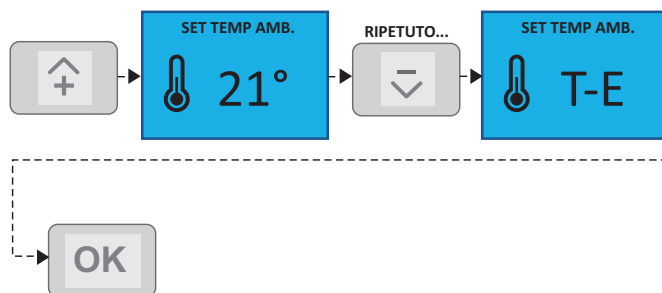 SET TEMP AMB.
21°
RIPETUTO...
SET TEMP AMB.
T-E
OK